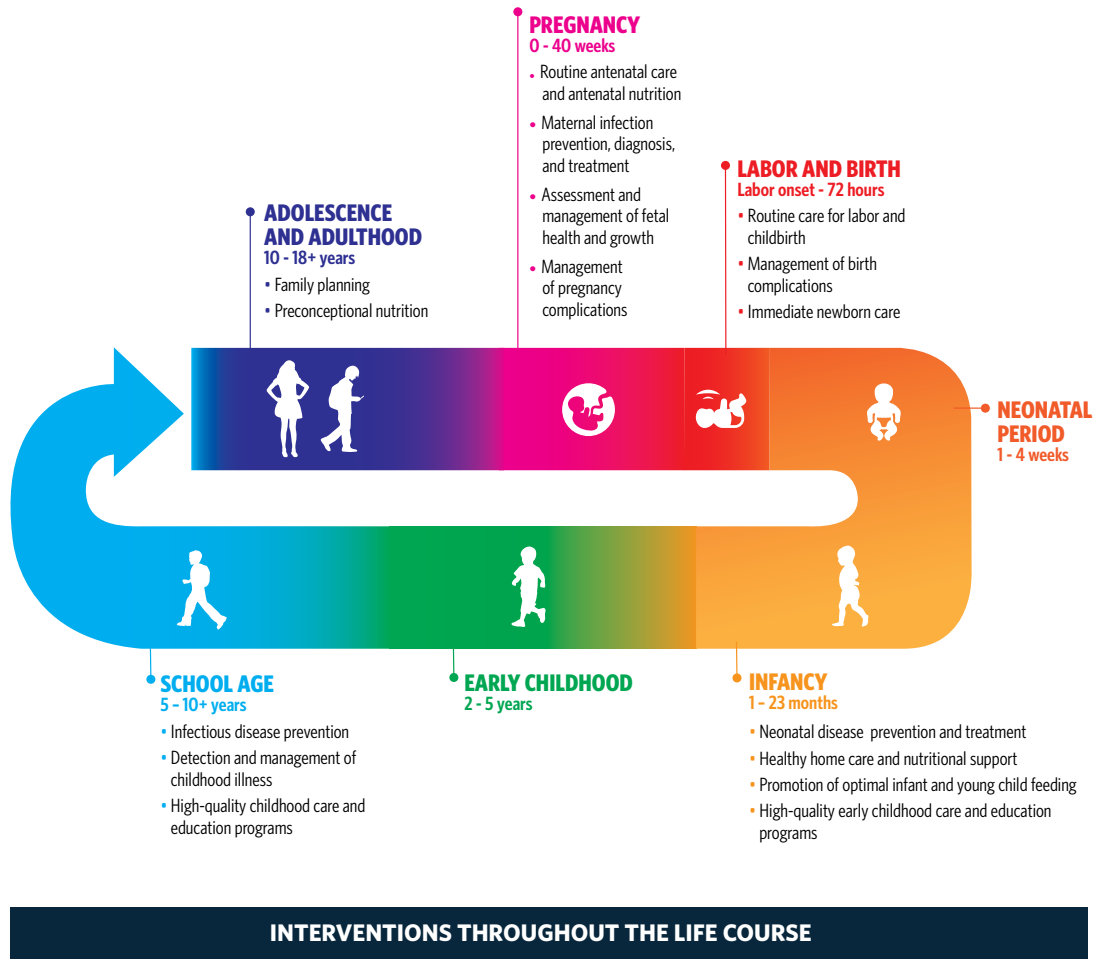 PREGNANCY
0 - 40 weeks
• Routine antenatal care
and antenatal nutrition
• Maternal infection
prevention, diagnosis,
and treatment
• Assessment and
management of fetal
health and growth
• Management
of pregnancy
complications
LABOR AND BIRTH
Labor onset - 72 hours
• Routine care for labor and
childbirth
• Management of birth
complications
• Immediate newborn care
ADOLESCENCE
AND ADULTHOOD
10 - 18+ years
• Family planning
• Preconceptional nutrition
NEONATAL
PERIOD
1 - 4 weeks
SCHOOL AGE
5 – 10+ years
• Infectious disease prevention
• Detection and management of
childhood illness
• High-quality childhood care and
education programs
EARLY CHILDHOOD
2 - 5 years
INFANCY
1 – 23 months
• Neonatal disease prevention and treatment
• Healthy home care and nutritional support
• Promotion of optimal infant and young child feeding
• High-quality early childhood care and education
programs
INTERVENTIONS THROUGHOUT THE LIFE COURSE